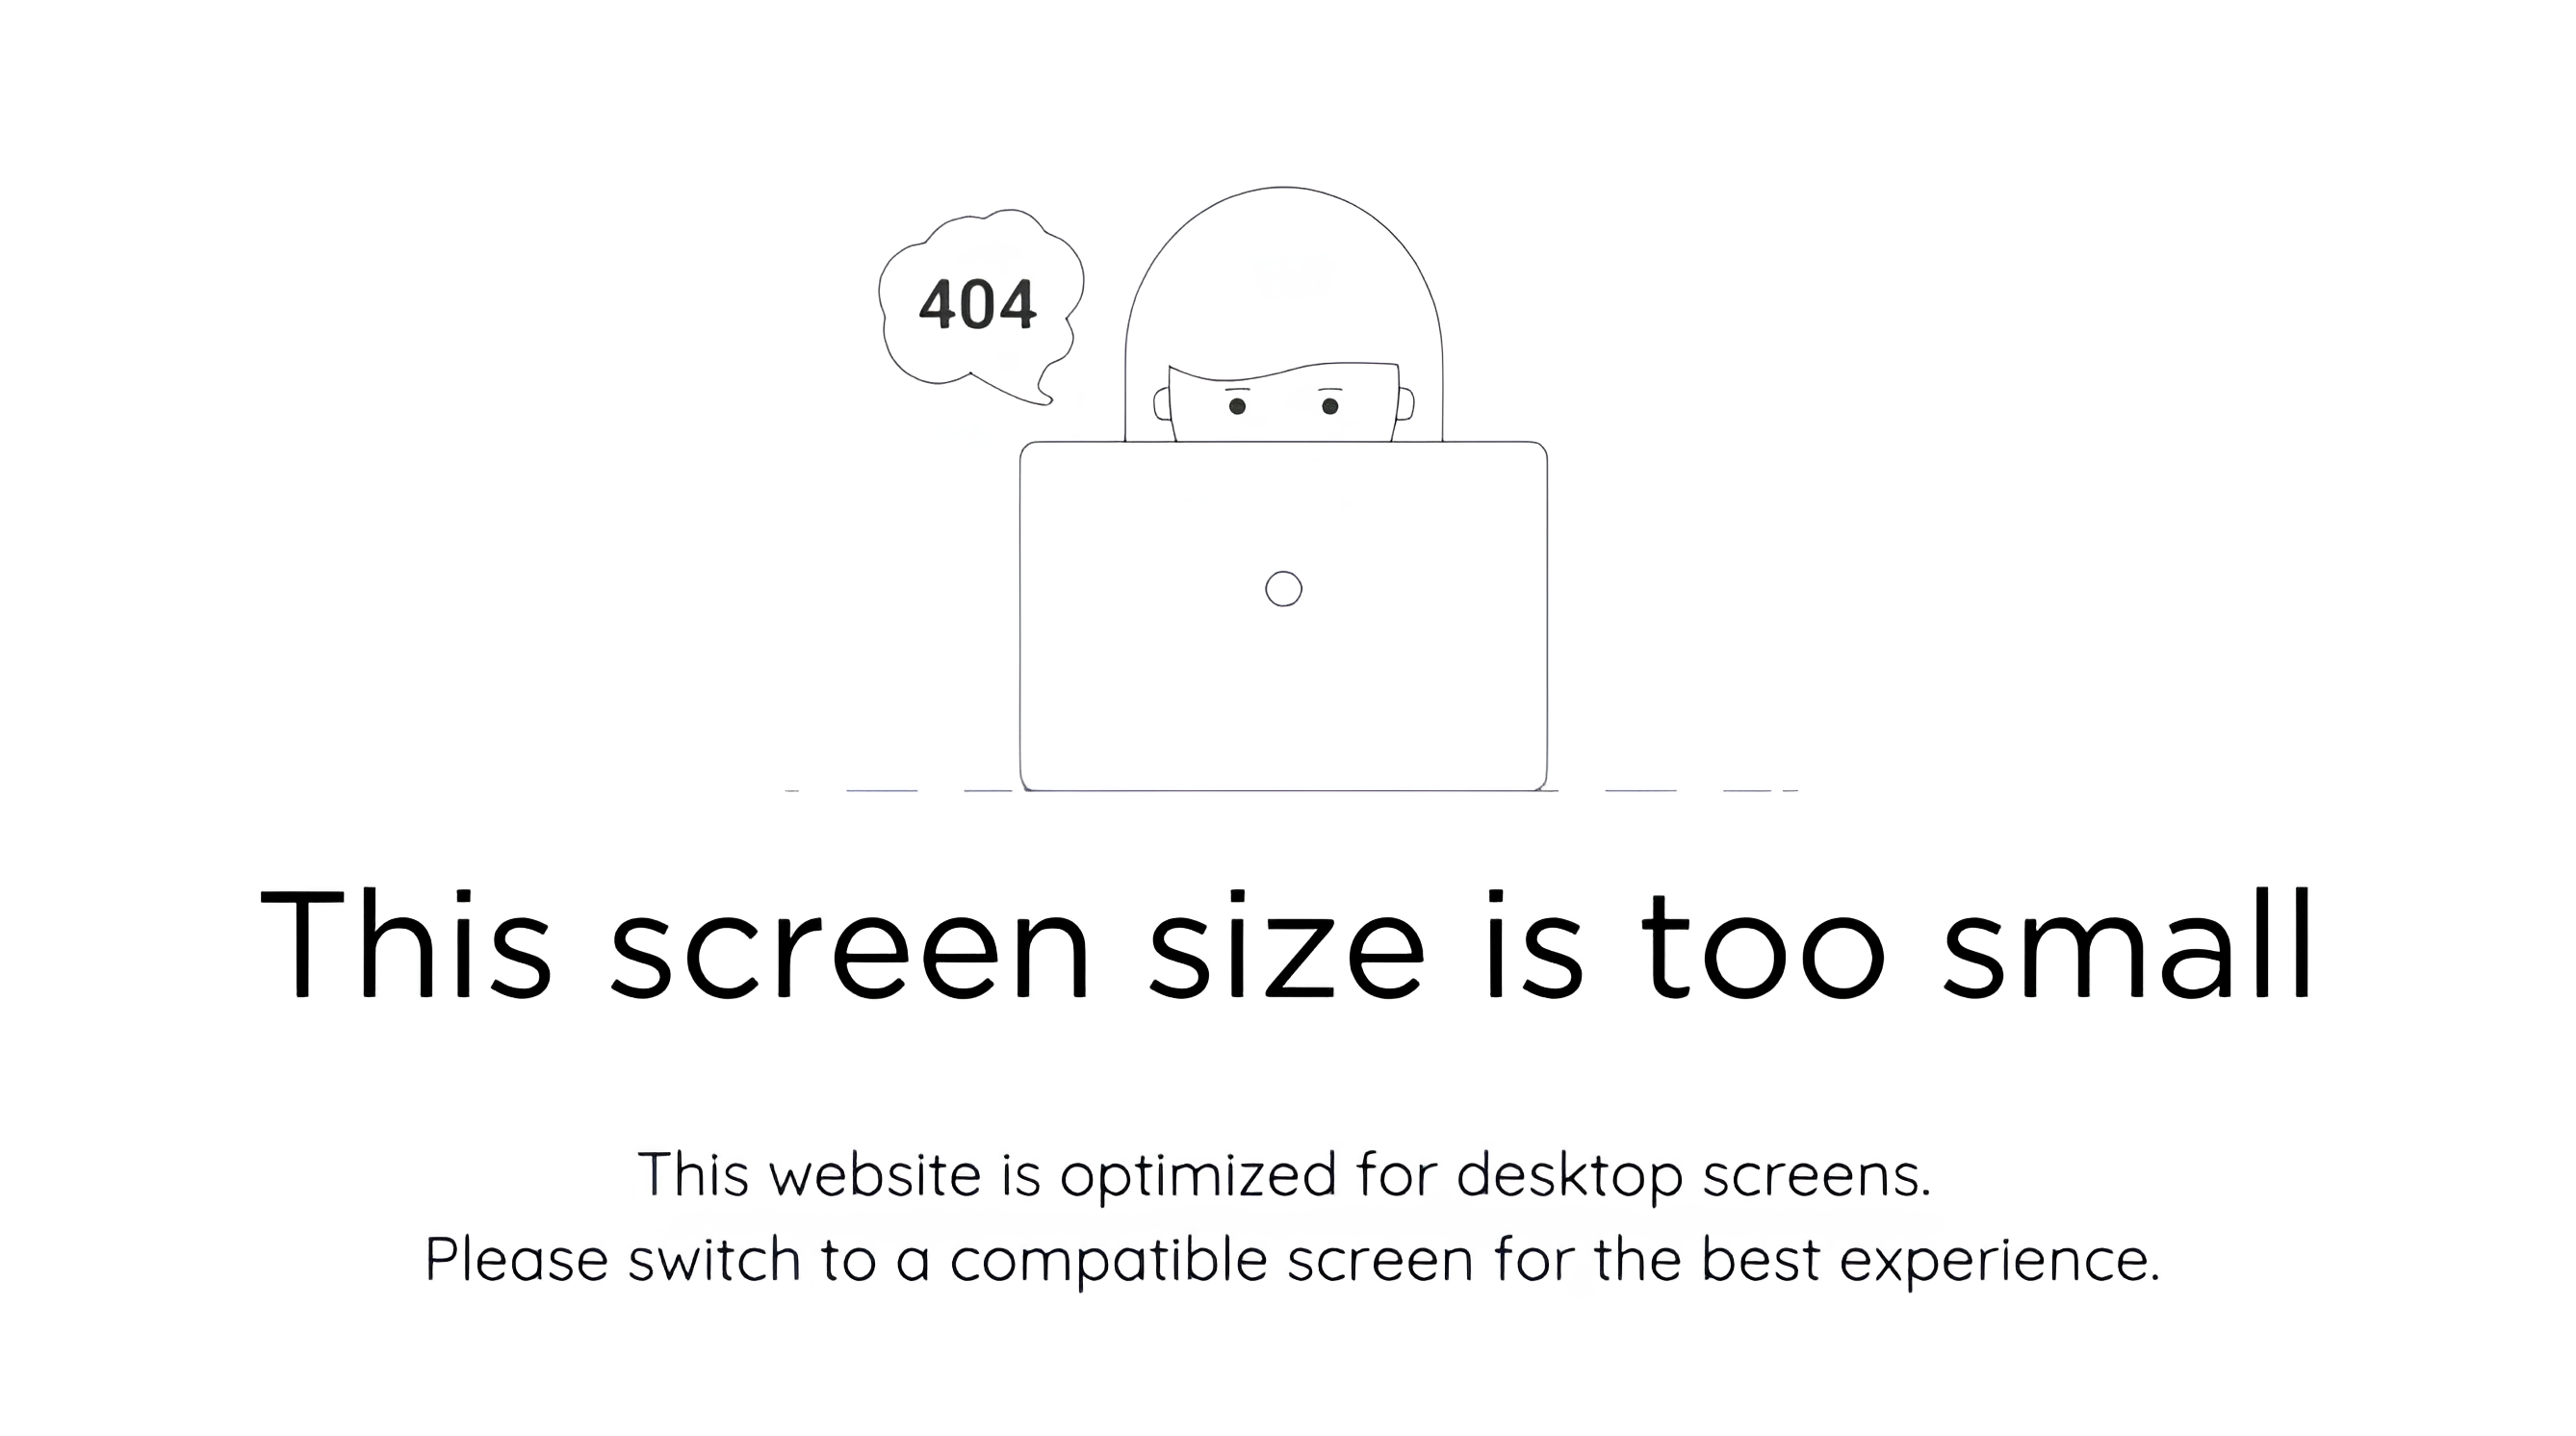 404
This screen size is too small
This website is optimized for desktop screens.
Please switch to a compatible screen for the best experience.